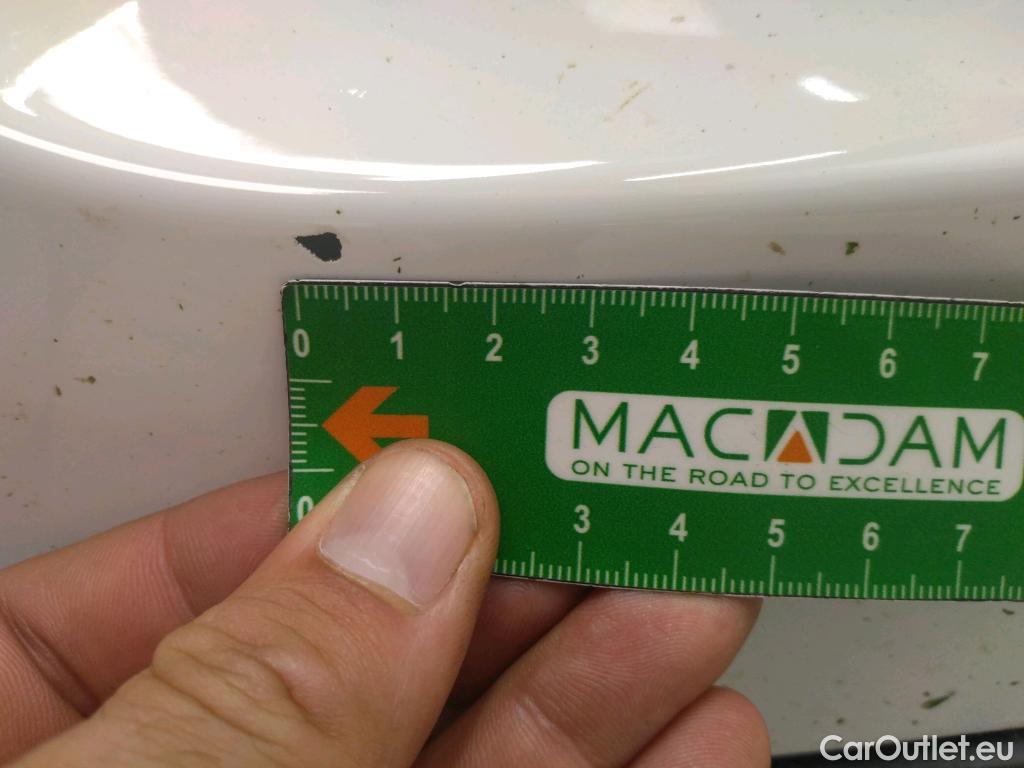 0 1 2 3 4 5 6 7
MACADAM
ON THE ROAD TO EXCELLENCE
0 3 4 5 6 7
CarOutlet.eu